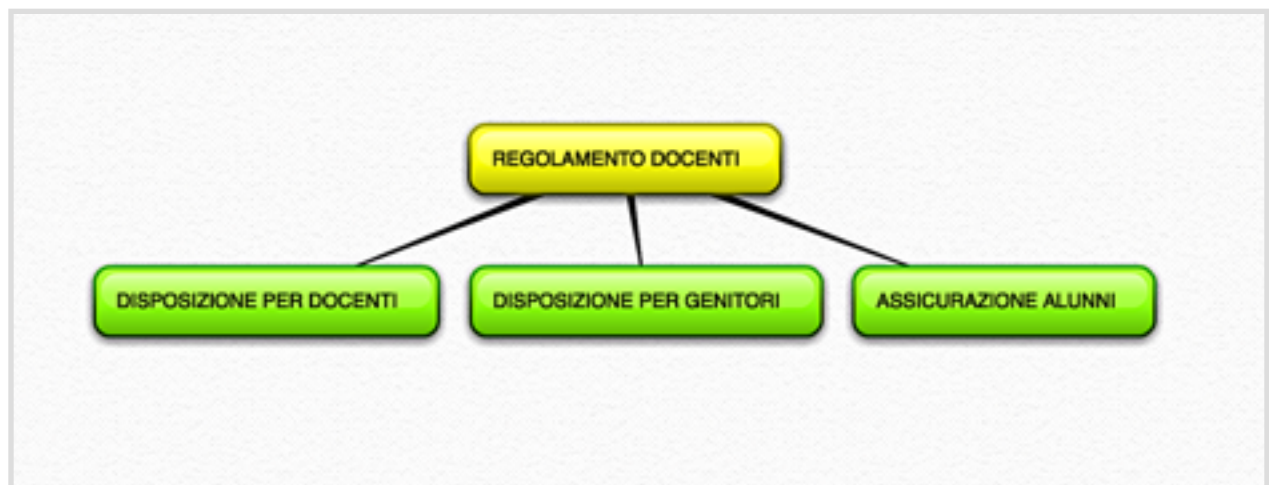 REGOLAMENTO DOCENTI
DISPOSIZIONE PER DOCENTI
DISPOSIZIONE PER GENITORI
ASSICURAZIONE ALUNNI